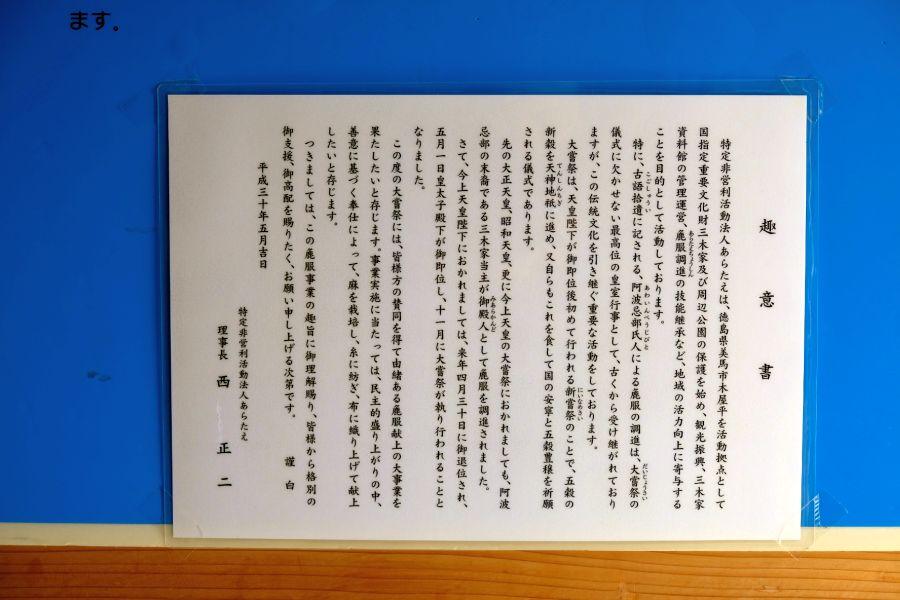 ます。
趣意書
特定非営利活動法人あらたえは、徳島県美馬市木屋平を活動拠点として
国指定重要文化財三木家及び周辺公園の保護を始め、観光振興、三木家
資料館の管理運営、麁服調進の技能継承など、地域の活力向上に寄与する
ことを目的として活動しております。
特に、古語拾遺に記される、阿波忌部氏人による麁服の調進は、大嘗祭の
儀式に欠かせない最高位の皇室行事として、古くから受け継がれており
ますが、この伝統文化を引き継ぐ重要な活動をしております。
大嘗祭は、天皇陛下が御即位後初めて行われる新嘗祭のことで、五穀の
新穀を天神地祇に進め、又自らもこれを食して国の安寧と五穀豊穣を祈願
される儀式であります。
先の大正天皇、昭和天皇、更に今上天皇の大嘗祭におかれましても、阿波
忌部の末裔である三木家当主が御殿人として麁服を調進されました。
さて、今上天皇陛下におかれましては、来年四月三十日に御退位され、
五月一日皇太子殿下が御即位し、十一月に大嘗祭が執り行われることと
なりました。
この度の大嘗祭には、皆様方の賛同を得て由緒ある麁服献上の大事業を
果たしたいと存じます。事業実施に当たっては、民主的盛り上がりの中、
善意に基づく奉仕によって、麻を栽培し、糸に紡ぎ、布に織り上げて献上
したいと存じます。
つきましては、この麁服事業の趣旨に御理解賜り、皆様から格別の
御支援、御高配を賜りたく、お願い申し上げる次第です。 謹白
平成三十年五月吉日
特定非営利活動法人あらたえ
理事長 西 正二